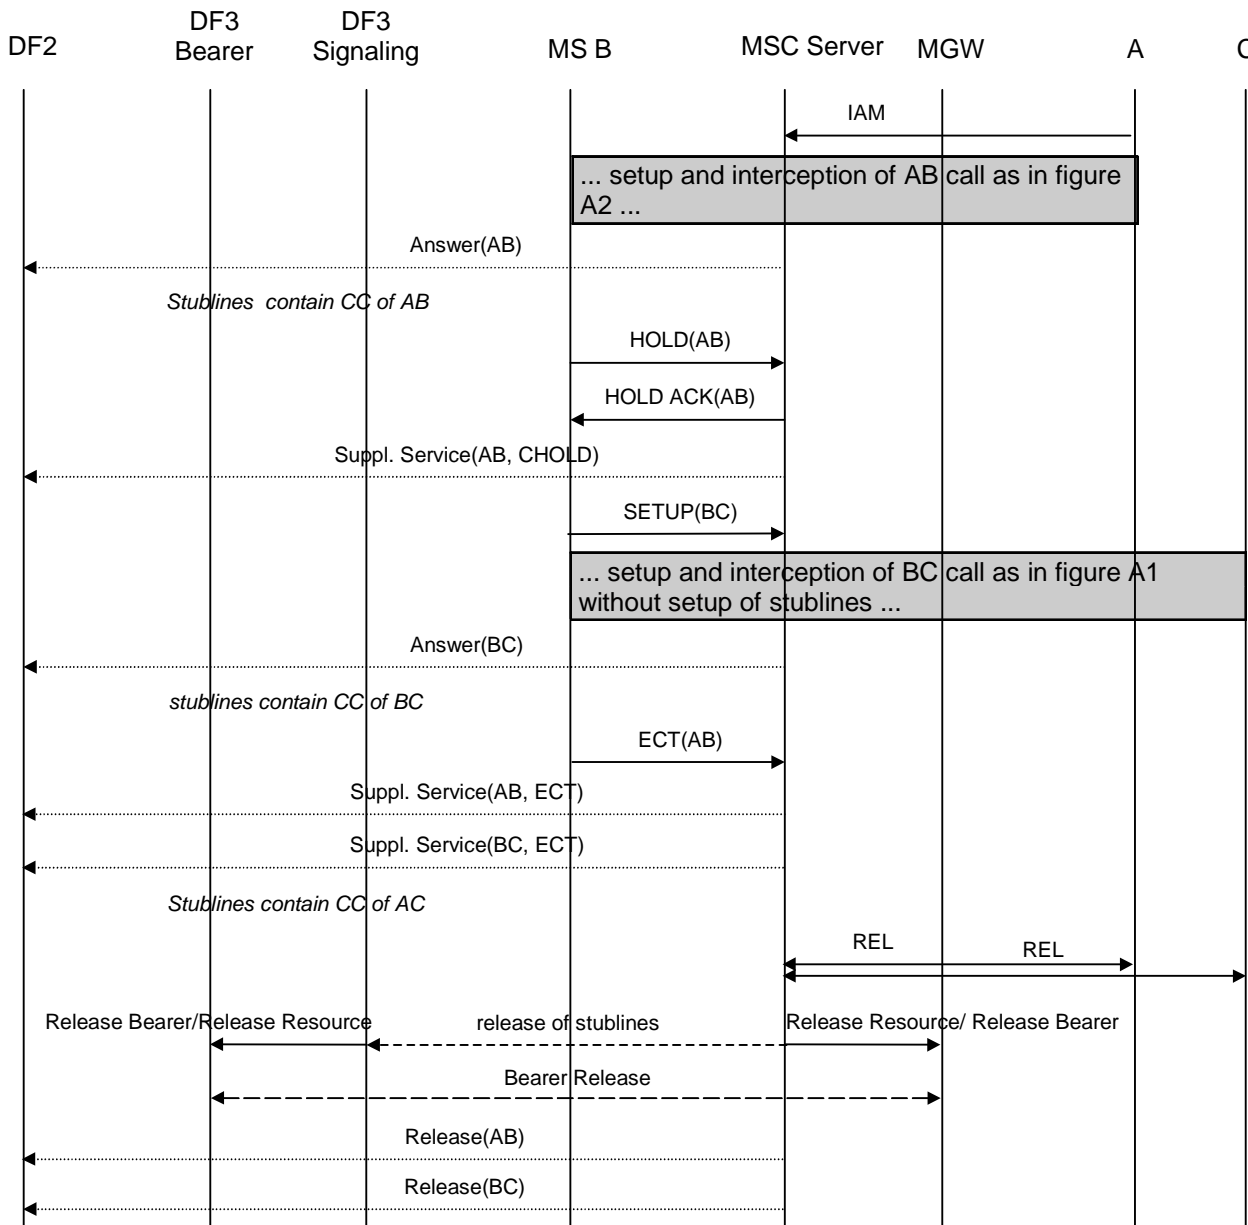 DF2
DF3
Bearer
DF3
Signaling
MS B
MSC Server
MGW
A
C
IAM
... setup and interception of AB call as in figure
A2 ...
Answer(AB)
Stublines contain CC of AB
HOLD(AB)
HOLD ACK(AB)
Suppl. Service(AB, CHOLD)
SETUP(BC)
... setup and interception of BC call as in figure A1
without setup of stublines ...
Answer(BC)
stublines contain CC of BC
ECT(AB)
Suppl. Service(AB, ECT)
Suppl. Service(BC, ECT)
Stublines contain CC of AC
REL
REL
Release Bearer/Release Resource
release of stublines
Release Resource/ Release Bearer
Bearer Release
Release(AB)
Release(BC)